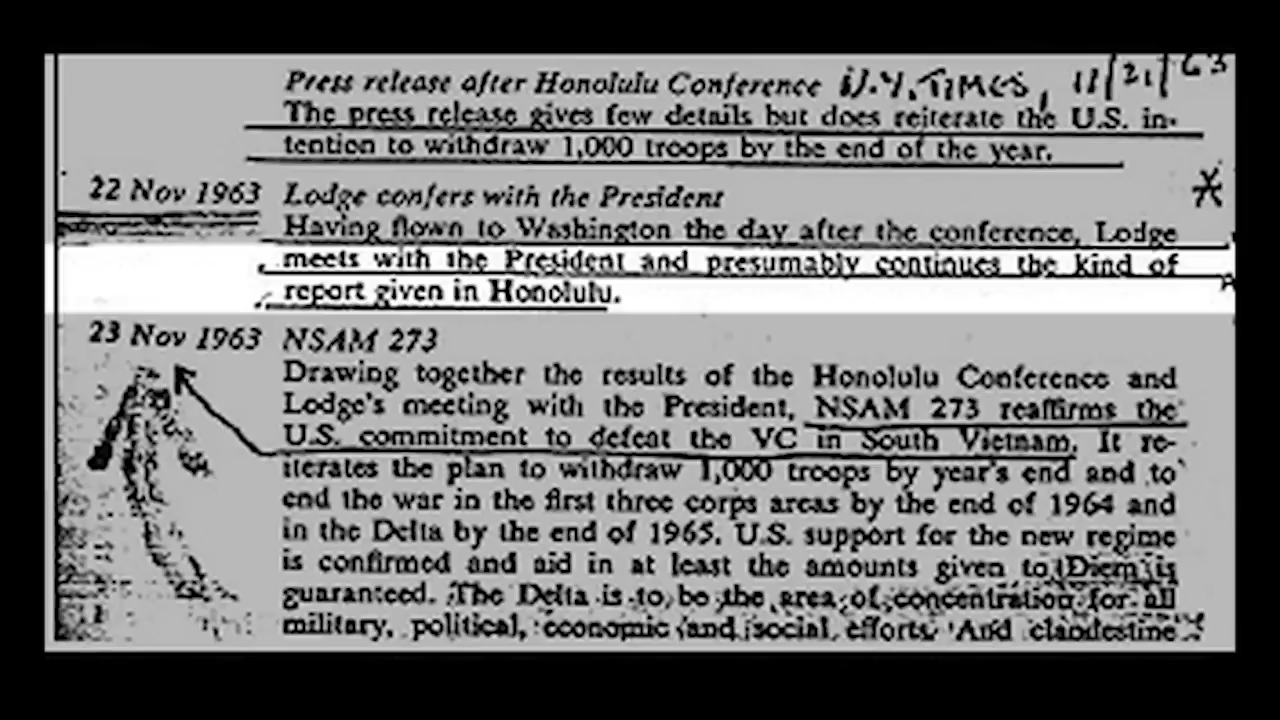 Press release after Honolulu Conference N.Y. TIMES, 11/21/63
The press release gives few details but does reiterate the U.S. in-
tention to withdraw 1,000 troops by the end of the year.
22 Nov 1963 Lodge confers with the President
Having flown to Washington the day after the conference, Lodge
meets with the President and presumably continues the kind of
report given in Honolulu.
23 Nov 1963 NSAM 273
Drawing together the results of the Honolulu Conference and
Lodge's meeting with the President, NSAM 273 reaffirms the
U.S. commitment to defeat the VC in South Vietnam. It re-
iterates the plan to withdraw 1,000 troops by year's end and to
end the war in the first three corps areas by the end of 1964 and
in the Delta by the end of 1965. U.S. support for the new regime
is confirmed and aid in at least the amounts given to Diem is
guaranteed. The Delta is to be the area of concentration for all
military, political, economic and social efforts. And clandestine